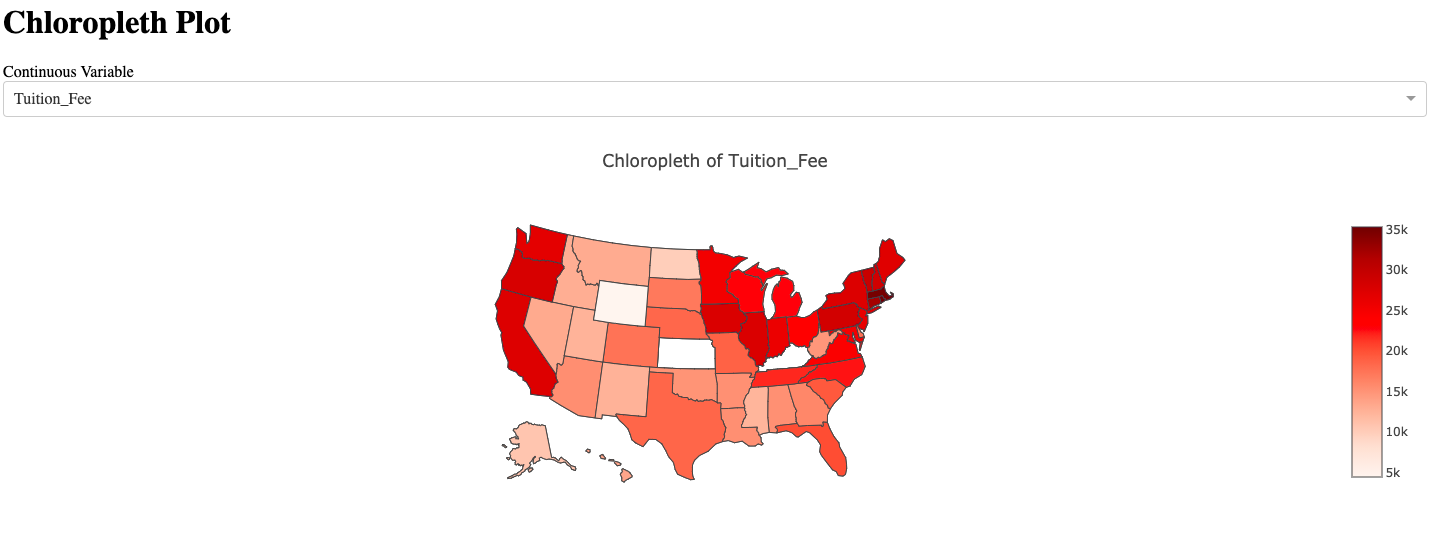 Chloropleth Plot
Continuous Variable
Tuition_Fee
Chloropleth of Tuition_Fee
35k
30k
25k
20k
15k
10k
5k